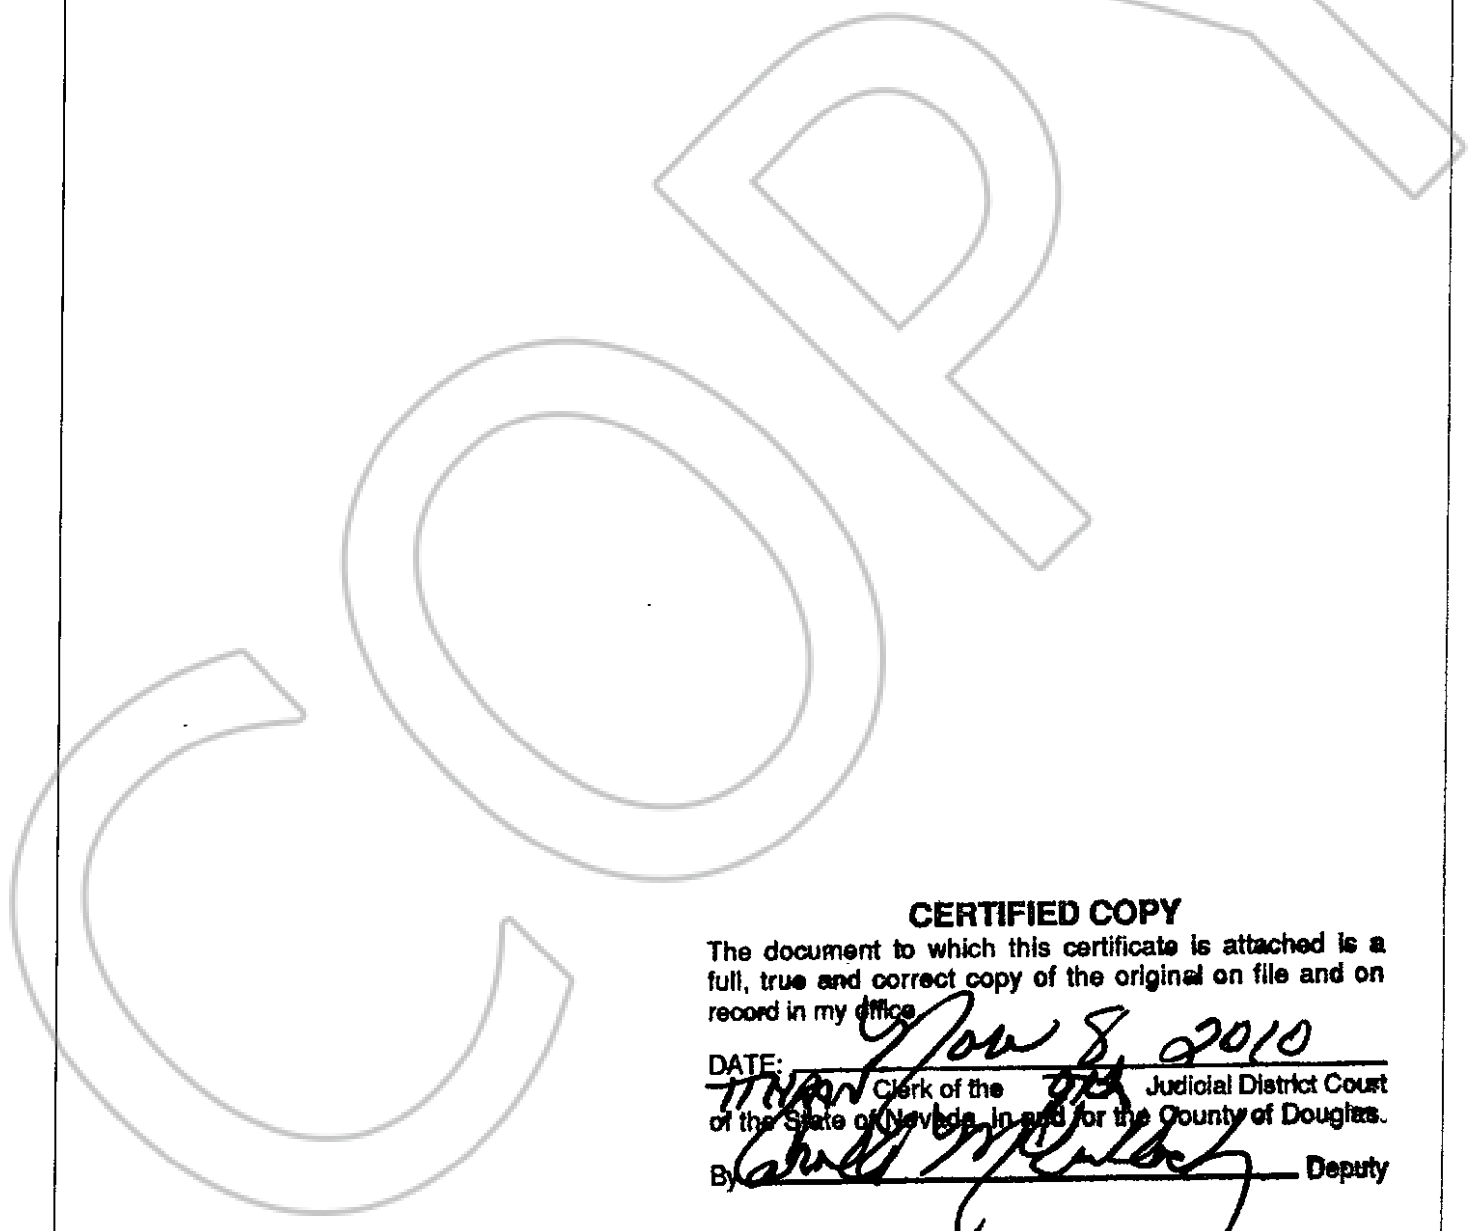 COPY
CERTIFIED COPY
The document to which this certificate is attached is a
full, true and correct copy of the original on file and on
record in my office.
DATE: Nov 8, 2010
Clerk of the 9th Judicial District Court
of the State of Nevada, in and for the County of Douglas.
By Deputy